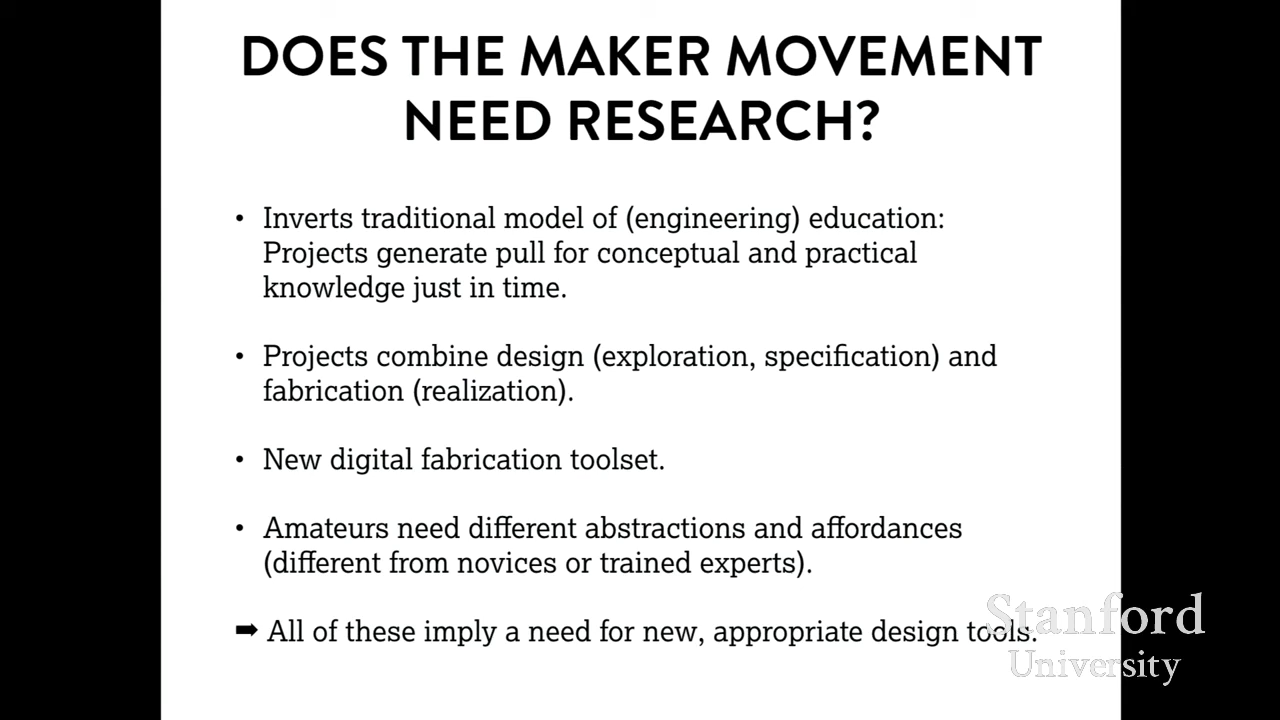 DOES THE MAKER MOVEMENT
NEED RESEARCH?
• Inverts traditional model of (engineering) education:
Projects generate pull for conceptual and practical
knowledge just in time.
• Projects combine design (exploration, specification) and
fabrication (realization).
• New digital fabrication toolset.
• Amateurs need different abstractions and affordances
(different from novices or trained experts).
➡ All of these imply a need for new, appropriate design tools.
Stanford
University